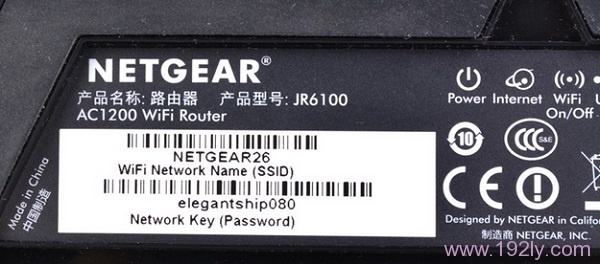 NETGEAR®
产品名称: 路由器 产品型号: JR6100
AC1200 WiFi Router
NETGEAR26
WiFi Network Name (SSID)
elegantship080
Network Key (Password)
Made in China
中国制造
Power Internet WiFi
On/Off
10
CCC S&E
CE
Designed by NETGEAR in
制造商 NETGEAR, INC.
www.192ly.com